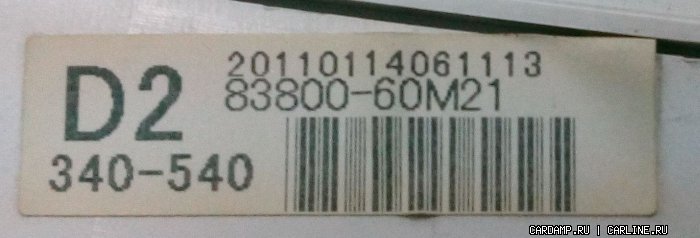 20110114061113
D2 83800-60M21
340-540
CARDAMP.RU | CARLINE.RU